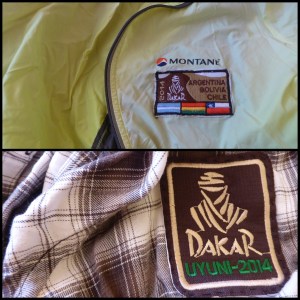 MONTANE
2014
DAKAR
ARGENTINA
BOLIVIA
CHILE
DAKAR
UYUNI-2014